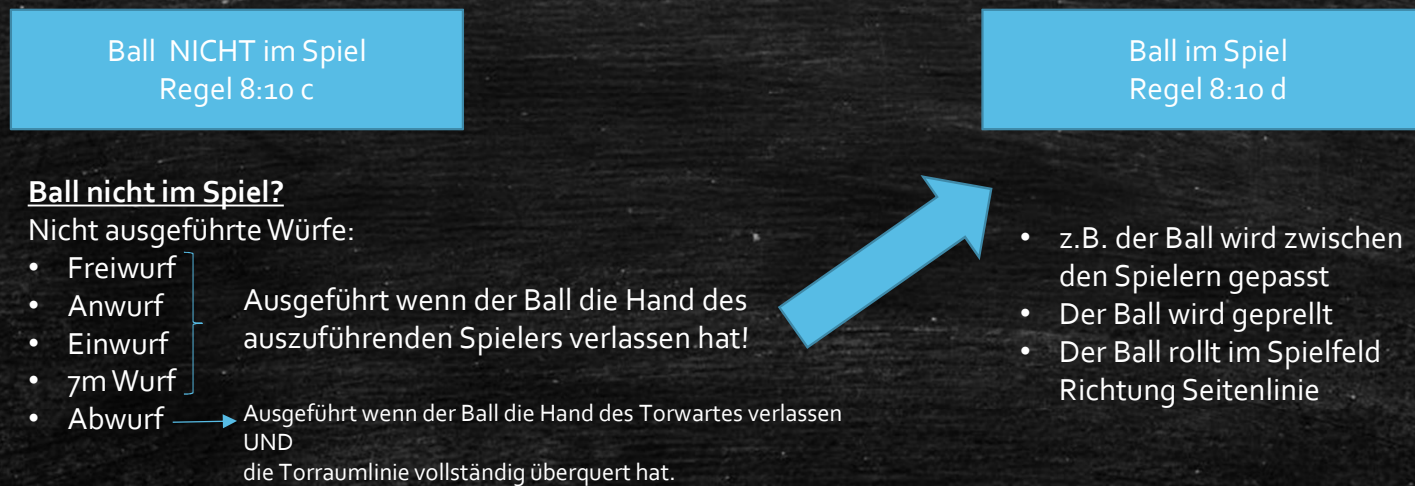 Ball NICHT im Spiel
Regel 8:10 c
Ball im Spiel
Regel 8:10 d
Ball nicht im Spiel?
Nicht ausgeführte Würfe:
• Freiwurf
• Anwurf
• Einwurf
• 7m Wurf
• Abwurf
Ausgeführt wenn der Ball die Hand des
auszuführenden Spielers verlassen hat!
Ausgeführt wenn der Ball die Hand des Torwartes verlassen
UND
die Torraumlinie vollständig überquert hat.
• z.B. der Ball wird zwischen
den Spielern gepasst
• Der Ball wird geprellt
• Der Ball rollt im Spielfeld
Richtung Seitenlinie